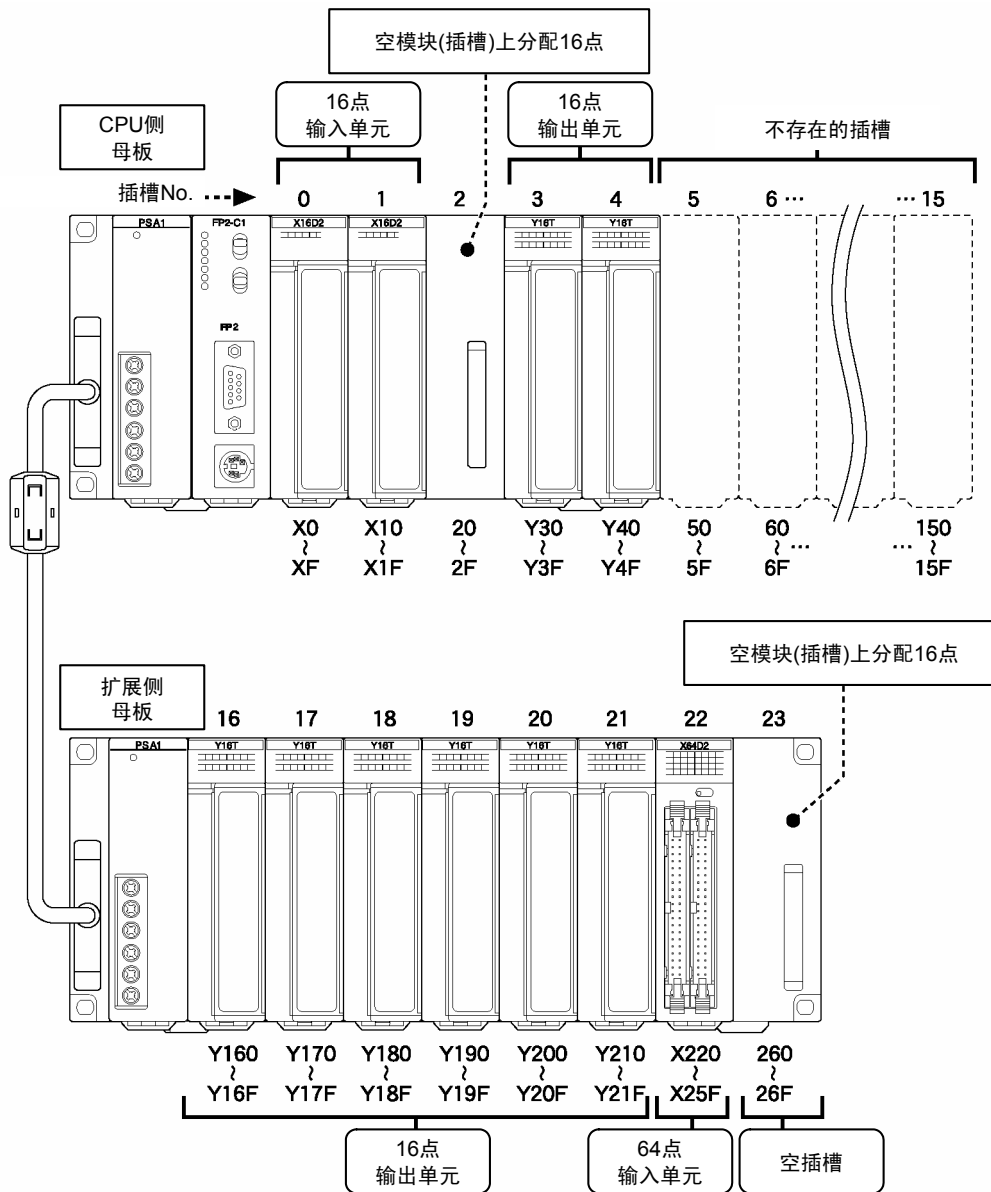 空模块(插槽)上分配16点
16点
输入单元
16点
输出单元
CPU侧
母板
不存在的插槽
插槽No.
0 1 2 3 4 5 6 ··· ··· 15
PSA1 FP2-C1 X16D2 X16D2 Y16T Y16T
FP2
X0 X10 20 Y30 Y40 50 60 150
~ ~ ~ ~ ~ ~ ~ ··· ··· ~
XF X1F 2F Y3F Y4F 5F 6F 15F
空模块(插槽)上分配16点
扩展侧
母板
16 17 18 19 20 21 22 23
PSA1 Y16T Y16T Y16T Y16T Y16T Y16T X64D2
Y160 Y170 Y180 Y190 Y200 Y210 X220 260
~ ~ ~ ~ ~ ~ ~ ~
Y16F Y17F Y18F Y19F Y20F Y21F X25F 26F
16点
输出单元
64点
输入单元
空插槽